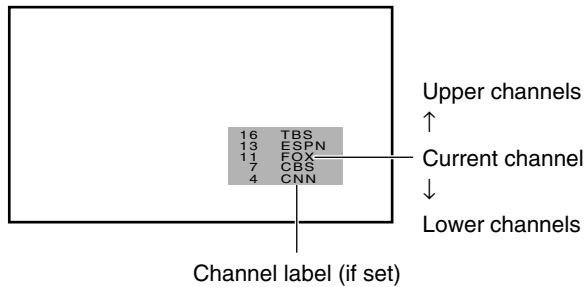 16 TBS
13 ESPN
11 FOX
7 CBS
4 CNN
Upper channels
↑
Current channel
↓
Lower channels
Channel label (if set)